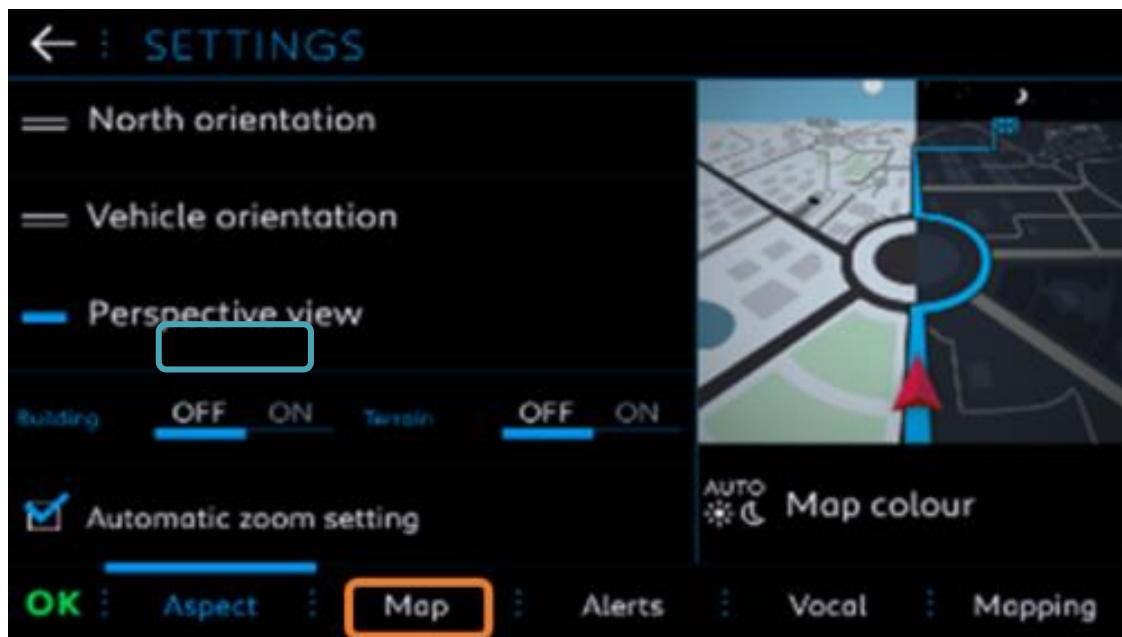 SETTINGS
North orientation
Vehicle orientation
Perspective view
Building OFF ON Terrain OFF ON
Automatic zoom setting
AUTO
Map colour
OK Aspect Map Alerts Vocal Mapping